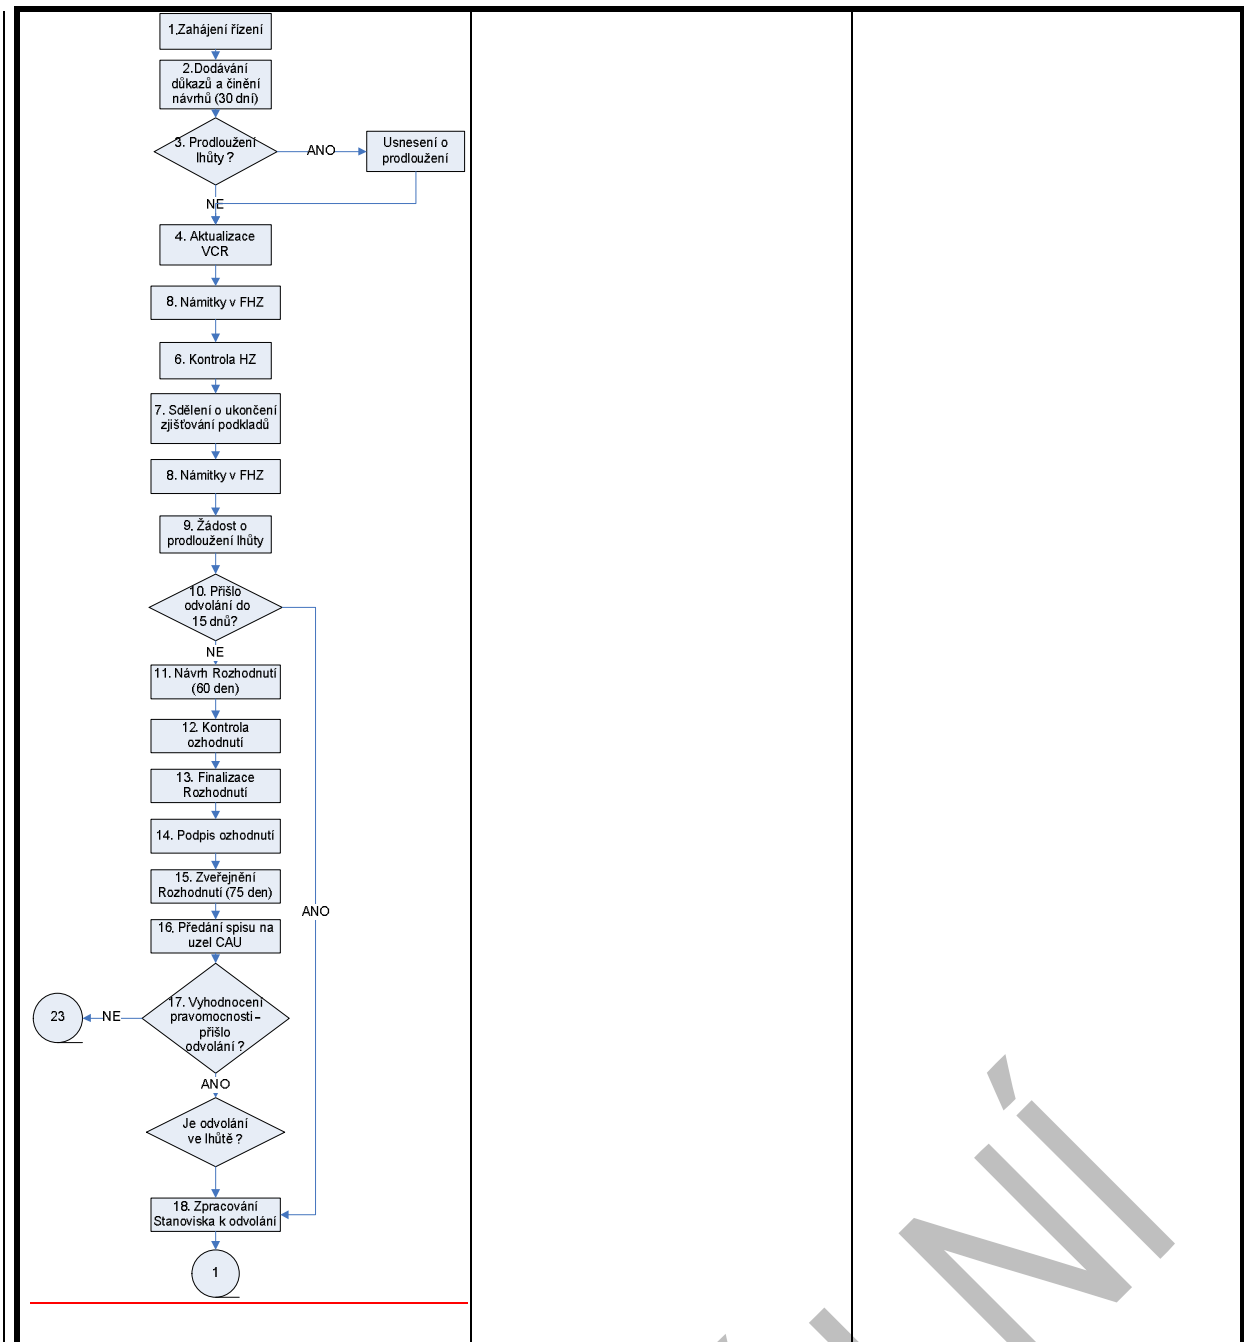 1.Zahájení řízení
2.Dodávání
důkazů a činění
návrhů (30 dní)
3. Prodloužení
lhůty ?
ANO
Usnesení o
prodloužení
NE
4. Aktualizace
VCR
8. Námitky v FHZ
6. Kontrola HZ
7. Sdělení o ukončení
zjišťování podkladů
8. Námitky v FHZ
9. Žádost o
prodloužení lhůty
10. Přišlo
odvolání do
15 dnů?
NE
11. Návrh Rozhodnutí
(60 den)
12. Kontrola
ozhodnutí
13. Finalizace
Rozhodnutí
14. Podpis ozhodnutí
15. Zveřejnění
Rozhodnutí (75 den)
ANO
16. Předání spisu na
uzel CAU
17. Vyhodnocení
pravomocnosti –
přišlo
odvolání ?
NE
23
ANO
Je odvolání
ve lhůtě ?
18. Zpracování
Stanoviska k odvolání
1
NÍ